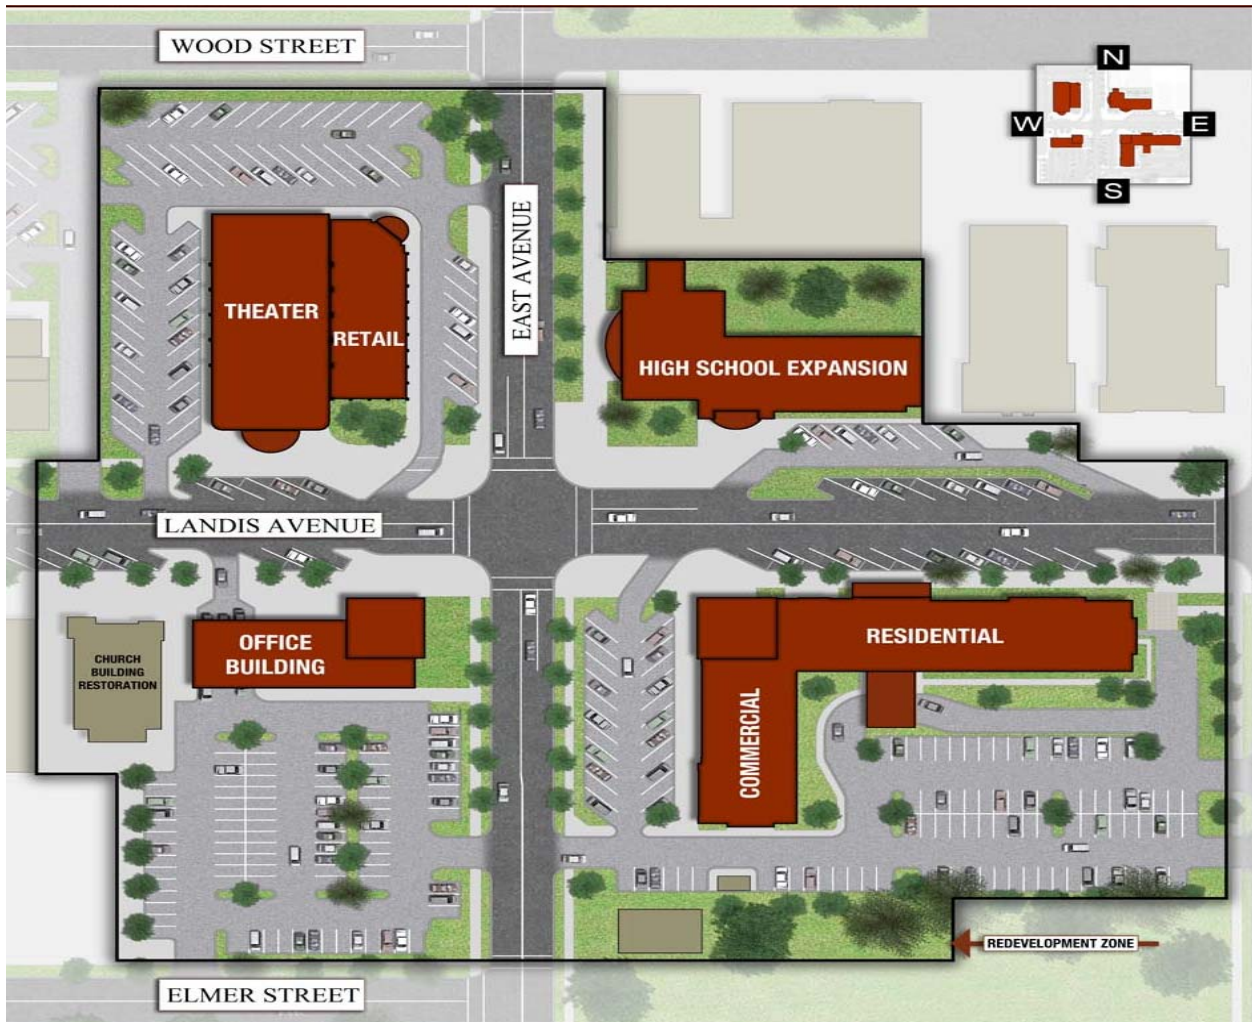 WOOD STREET
N
W
E
S
EAST AVENUE
THEATER
RETAIL
HIGH SCHOOL EXPANSION
LANDIS AVENUE
OFFICE
BUILDING
RESIDENTIAL
CHURCH
BUILDING
RESTORATION
COMMERCIAL
REDEVELOPMENT ZONE
ELMER STREET